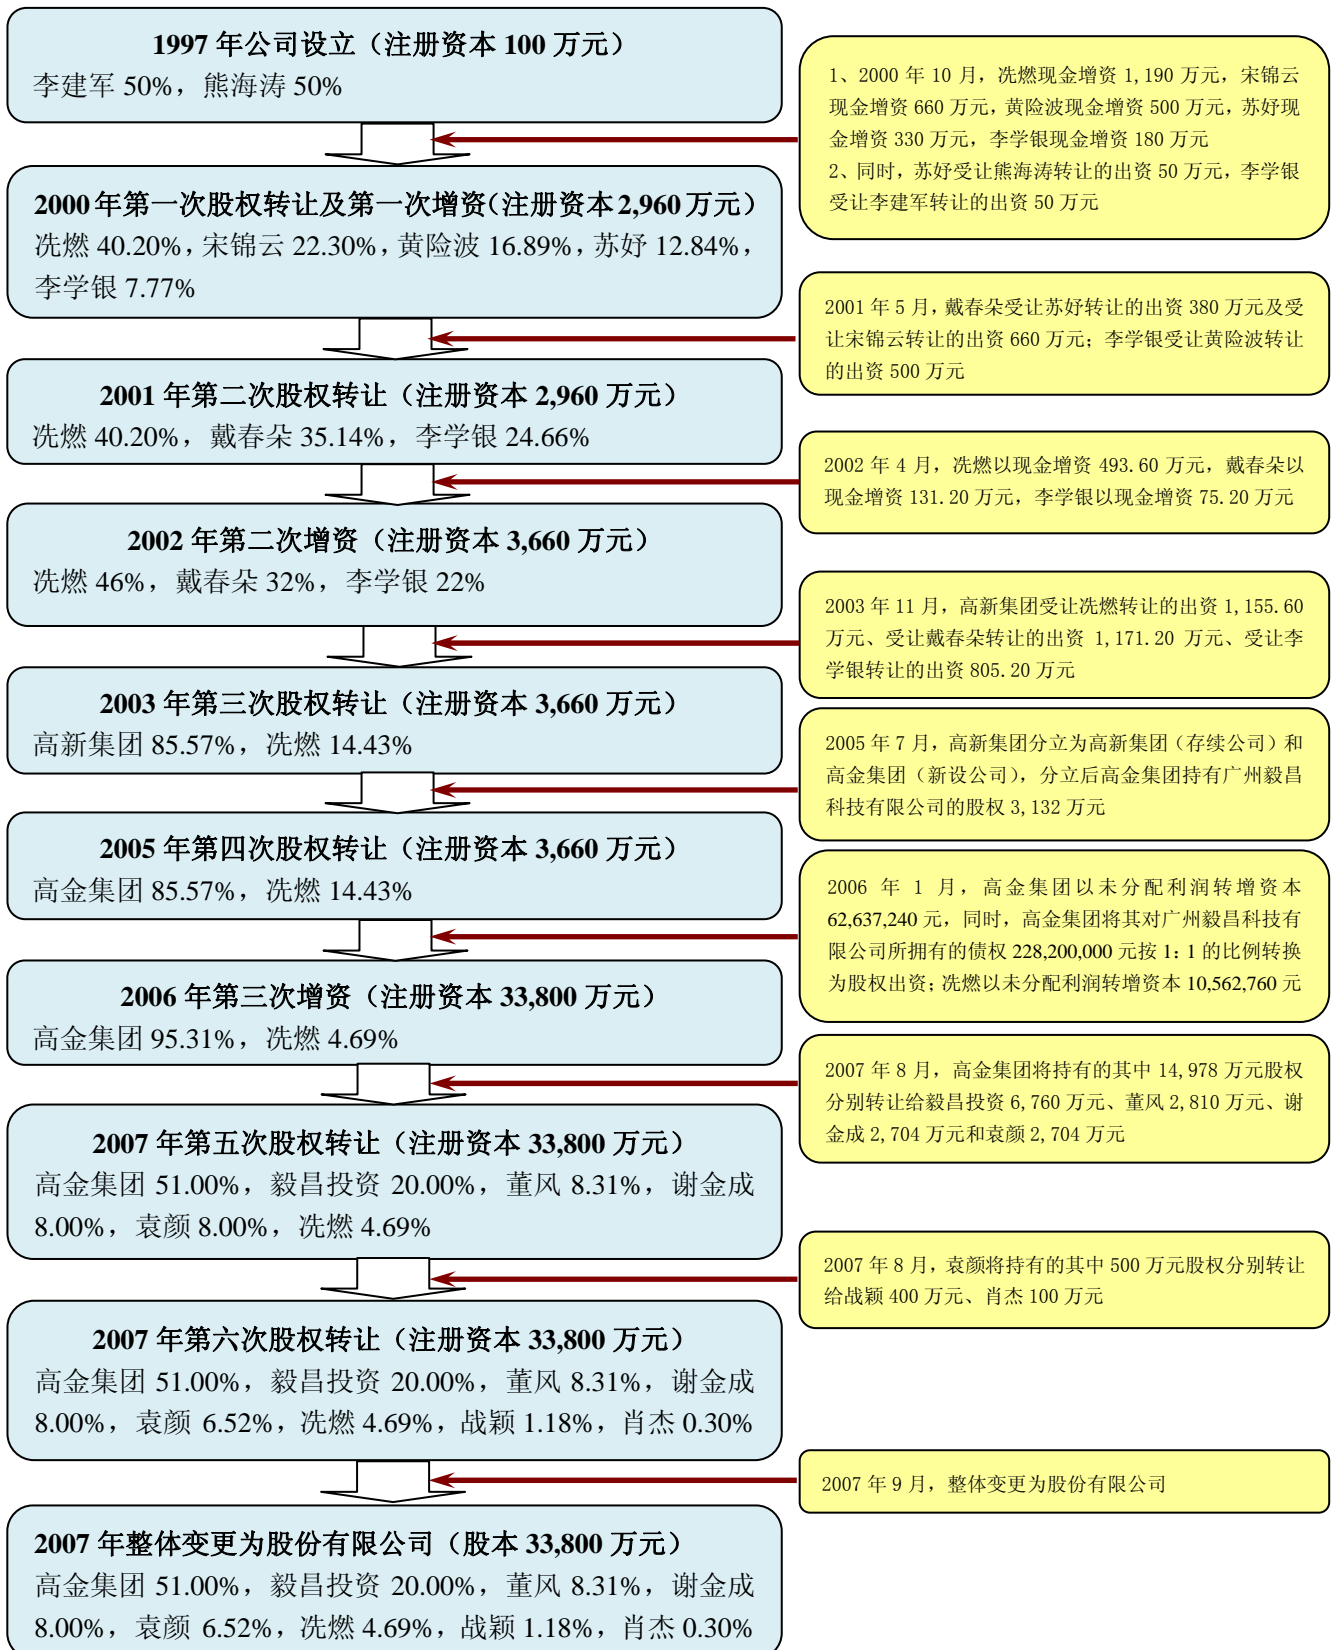 1997 年公司设立（注册资本 100 万元）
李建军 50%，熊海涛 50%
1、2000 年 10 月，冼燃现金增资 1,190 万元，宋锦云
现金增资 660 万元，黄险波现金增资 500 万元，苏妤现
金增资 330 万元，李学银现金增资 180 万元
2、同时，苏妤受让熊海涛转让的出资 50 万元，李学银
受让李建军转让的出资 50 万元
2000 年第一次股权转让及第一次增资（注册资本 2,960 万元）
冼燃 40.20%，宋锦云 22.30%，黄险波 16.89%，苏妤 12.84%，
李学银 7.77%
2001 年 5 月，戴春朵受让苏妤转让的出资 380 万元及受
让宋锦云转让的出资 660 万元；李学银受让黄险波转让
的出资 500 万元
2001 年第二次股权转让（注册资本 2,960 万元）
冼燃 40.20%，戴春朵 35.14%，李学银 24.66%
2002 年 4 月，冼燃以现金增资 493.60 万元，戴春朵以
现金增资 131.20 万元，李学银以现金增资 75.20 万元
2002 年第二次增资（注册资本 3,660 万元）
冼燃 46%，戴春朵 32%，李学银 22%
2003 年 11 月，高新集团受让冼燃转让的出资 1,155.60
万元、受让戴春朵转让的出资 1,171.20 万元、受让李
学银转让的出资 805.20 万元
2003 年第三次股权转让（注册资本 3,660 万元）
高新集团 85.57%，冼燃 14.43%
2005 年 7 月，高新集团分立为高新集团（存续公司）和
高金集团（新设公司），分立后高金集团持有广州毅昌
科技有限公司的股权 3,132 万元
2005 年第四次股权转让（注册资本 3,660 万元）
高金集团 85.57%，冼燃 14.43%
2006 年 1 月，高金集团以未分配利润转增资本
62,637,240 元，同时，高金集团将其对广州毅昌科技有
限公司所拥有的债权 228,200,000 元按 1：1 的比例转换
为股权出资；冼燃以未分配利润转增资本 10,562,760 元
2006 年第三次增资（注册资本 33,800 万元）
高金集团 95.31%，冼燃 4.69%
2007 年 8 月，高金集团将持有的其中 14,978 万元股权
分别转让给毅昌投资 6,760 万元、董风 2,810 万元、谢
金成 2,704 万元和袁颜 2,704 万元
2007 年第五次股权转让（注册资本 33,800 万元）
高金集团 51.00%，毅昌投资 20.00%，董风 8.31%，谢金成
8.00%，袁颜 8.00%，冼燃 4.69%
2007 年 8 月，袁颜将持有的其中 500 万元股权分别转让
给战颖 400 万元、肖杰 100 万元
2007 年第六次股权转让（注册资本 33,800 万元）
高金集团 51.00%，毅昌投资 20.00%，董风 8.31%，谢金成
8.00%，袁颜 6.52%，冼燃 4.69%，战颖 1.18%，肖杰 0.30%
2007 年 9 月，整体变更为股份有限公司
2007 年整体变更为股份有限公司（股本 33,800 万元）
高金集团 51.00%，毅昌投资 20.00%，董风 8.31%，谢金成
8.00%，袁颜 6.52%，冼燃 4.69%，战颖 1.18%，肖杰 0.30%